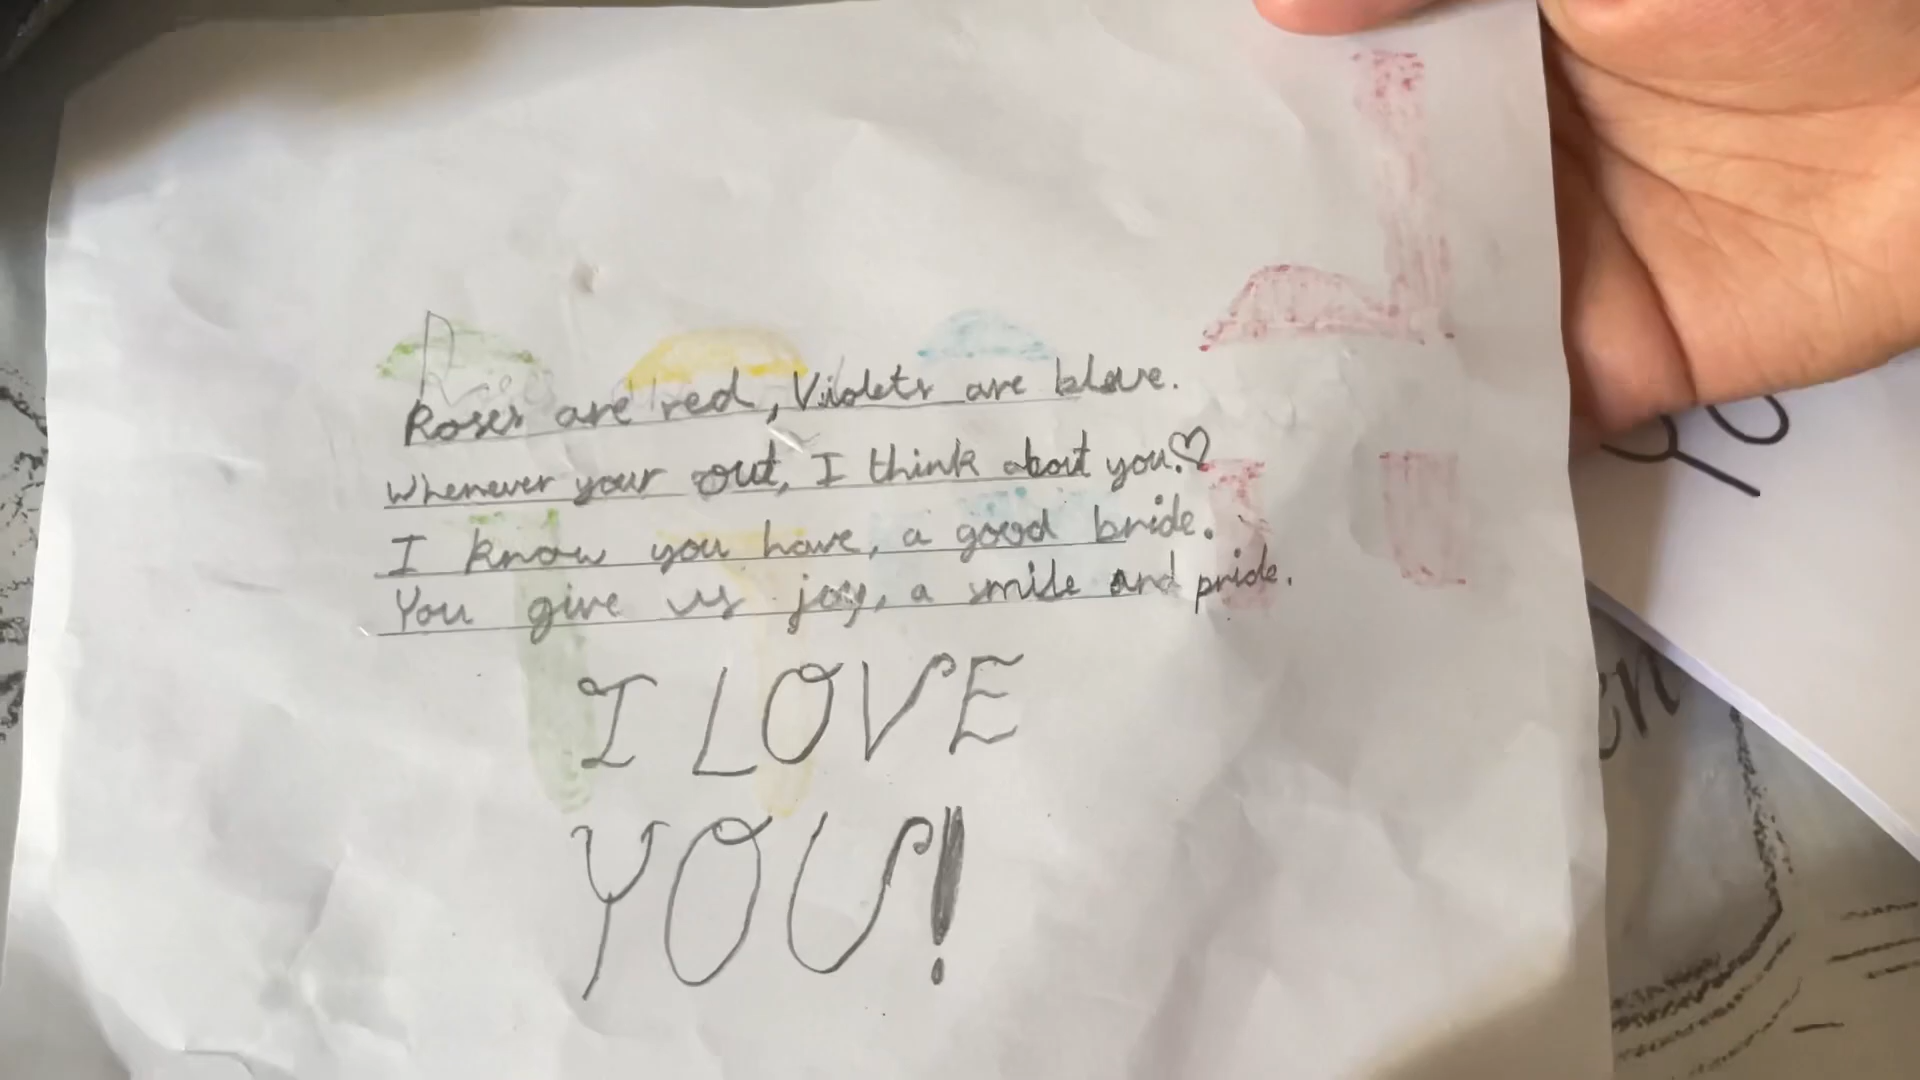 Roses are red, Violets are blue.
Whenever your out, I think about you.♡
I know you have, a good bride.
You give us joy, a smile and pride.
I LOVE
YOU!